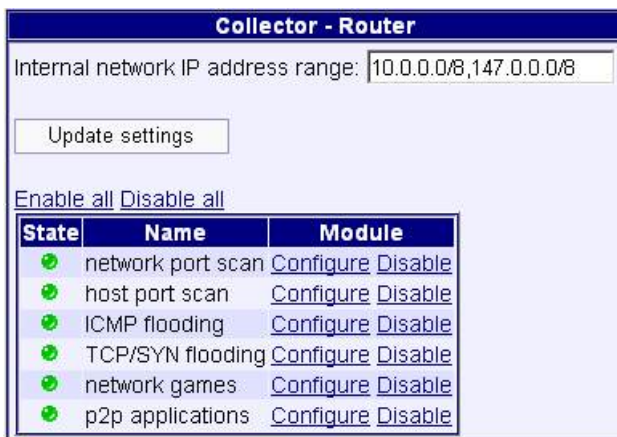 Collector - Router
Internal network IP address range: 10.0.0.0/8,147.0.0.0/8
Update settings
Enable all Disable all
State Name Module
network port scan Configure Disable
host port scan Configure Disable
ICMP flooding Configure Disable
TCP/SYN flooding Configure Disable
network games Configure Disable
p2p applications Configure Disable